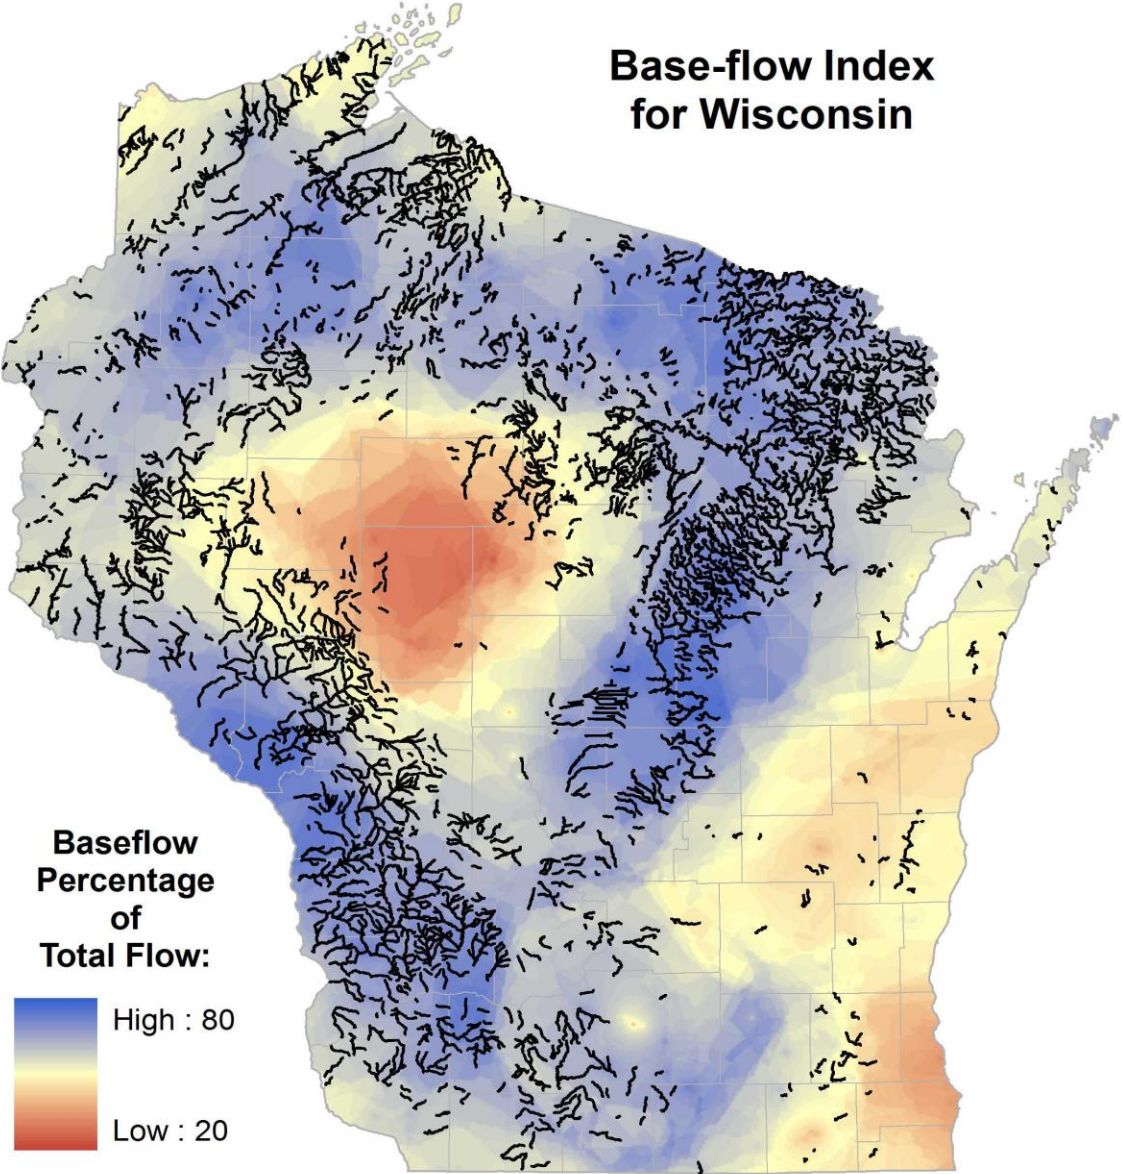 Base-flow Index
for Wisconsin
Baseflow
Percentage
of
Total Flow:
High : 80
Low : 20